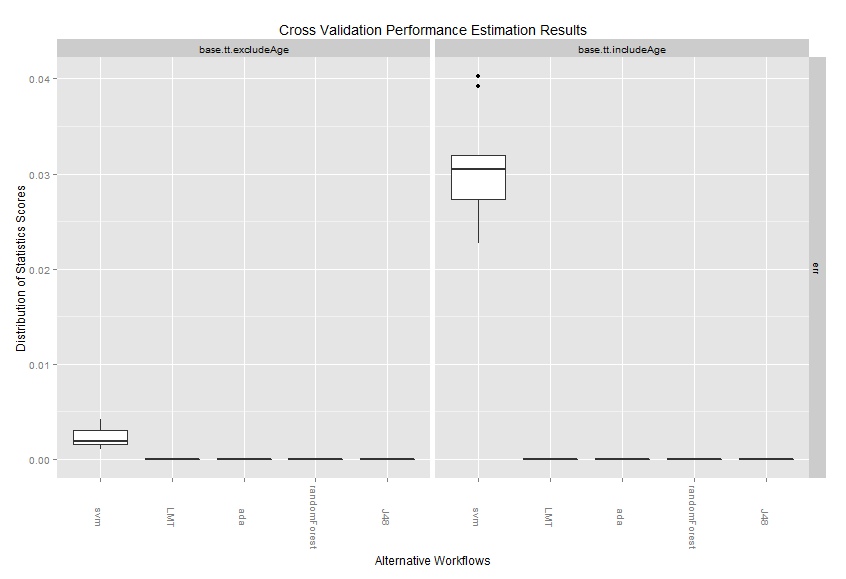 Cross Validation Performance Estimation Results
base.tt.excludeAge
base.tt.includeAge
Distribution of Statistics Scores
0.04
0.03
0.02
0.01
0.00
err
svm
LMT
ada
randomForest
J48
svm
LMT
ada
randomForest
J48
Alternative Workflows